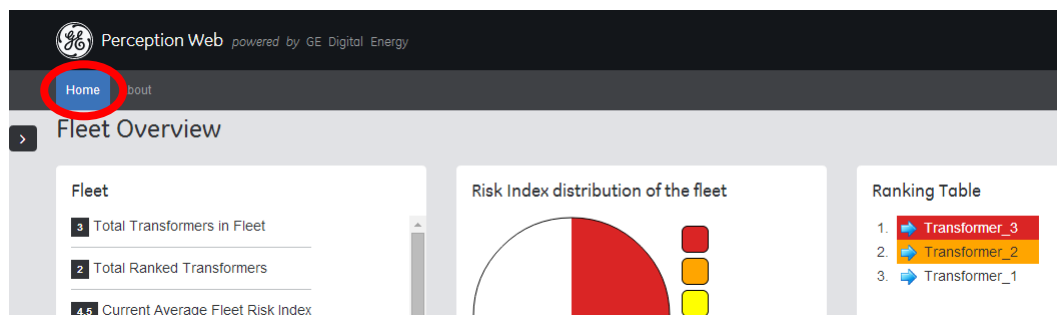 Perception Web powered by GE Digital Energy
Home About
Fleet Overview
Fleet
3 Total Transformers in Fleet
2 Total Ranked Transformers
4.5 Current Average Fleet Risk Index
Risk Index distribution of the fleet
Ranking Table
1. Transformer_3
2. Transformer_2
3. Transformer_1